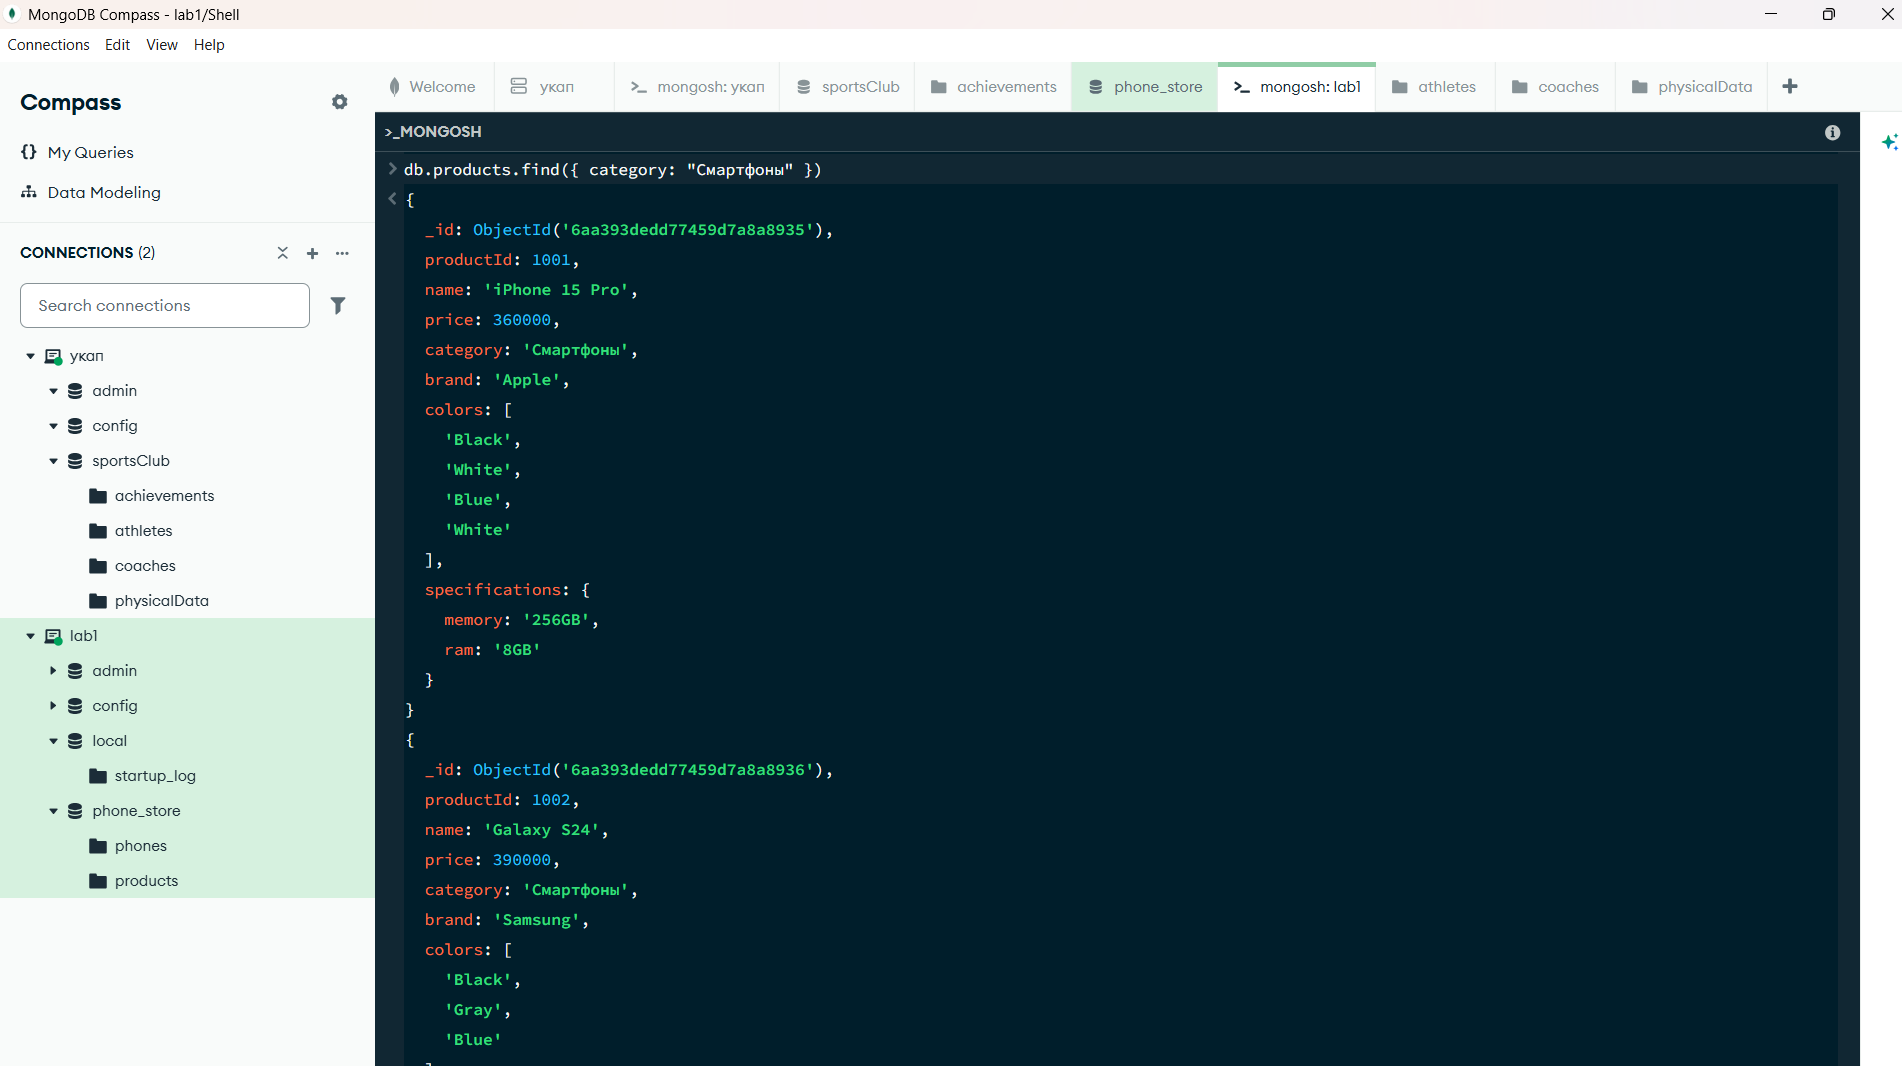 MongoDB Compass - lab1/Shell
Connections Edit View Help
Compass
My Queries
Data Modeling
CONNECTIONS (2)
Search connections
укап
admin
config
sportsClub
achievements
athletes
coaches
physicalData
lab1
admin
config
local
startup_log
phone_store
phones
products
Welcome укап mongosh: укап sportsClub achievements phone_store mongosh: lab1 athletes coaches physicalData
>_MONGOSH
db.products.find({ category: "Смартфоны" })
{
_id: ObjectId('6aa393dedd77459d7a8a8935'),
productId: 1001,
name: 'iPhone 15 Pro',
price: 360000,
category: 'Смартфоны',
brand: 'Apple',
colors: [
'Black',
'White',
'Blue',
'White'
],
specifications: {
memory: '256GB',
ram: '8GB'
}
}
{
_id: ObjectId('6aa393dedd77459d7a8a8936'),
productId: 1002,
name: 'Galaxy S24',
price: 390000,
category: 'Смартфоны',
brand: 'Samsung',
colors: [
'Black',
'Gray',
'Blue'